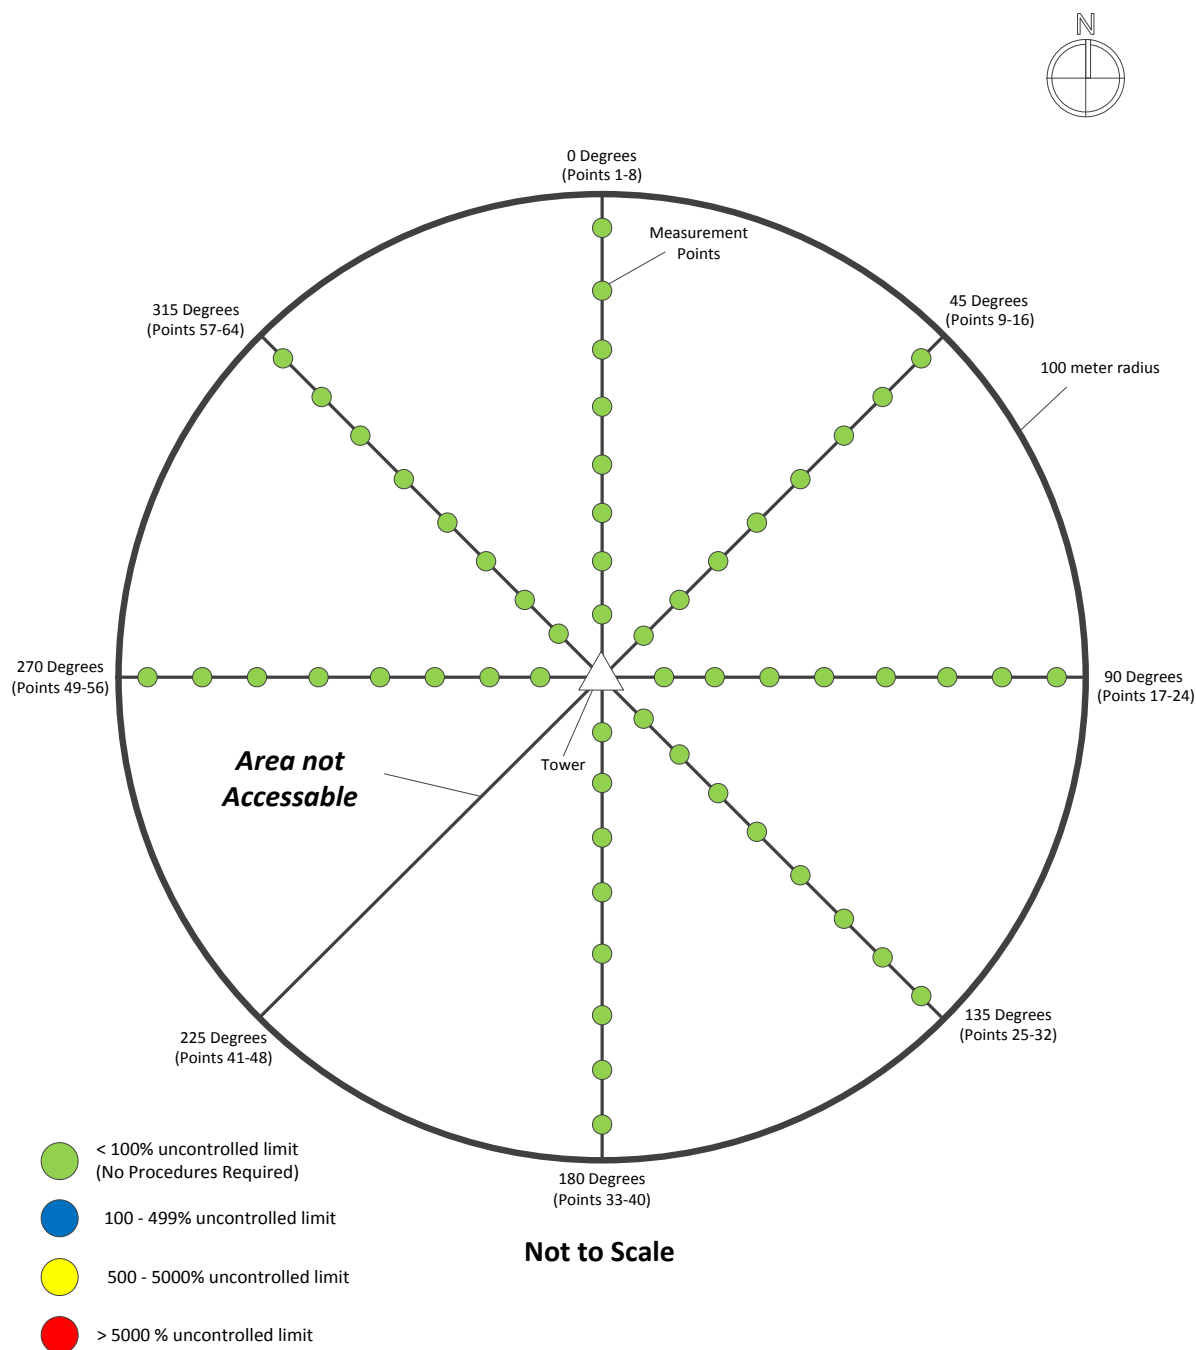 N
0 Degrees
(Points 1-8)
Measurement
Points
315 Degrees
(Points 57-64)
45 Degrees
(Points 9-16)
100 meter radius
270 Degrees
(Points 49-56)
90 Degrees
(Points 17-24)
Area not
Accessable
Tower
225 Degrees
(Points 41-48)
135 Degrees
(Points 25-32)
180 Degrees
(Points 33-40)
Not to Scale
< 100% uncontrolled limit
(No Procedures Required)
100 - 499% uncontrolled limit
500 - 5000% uncontrolled limit
> 5000 % uncontrolled limit